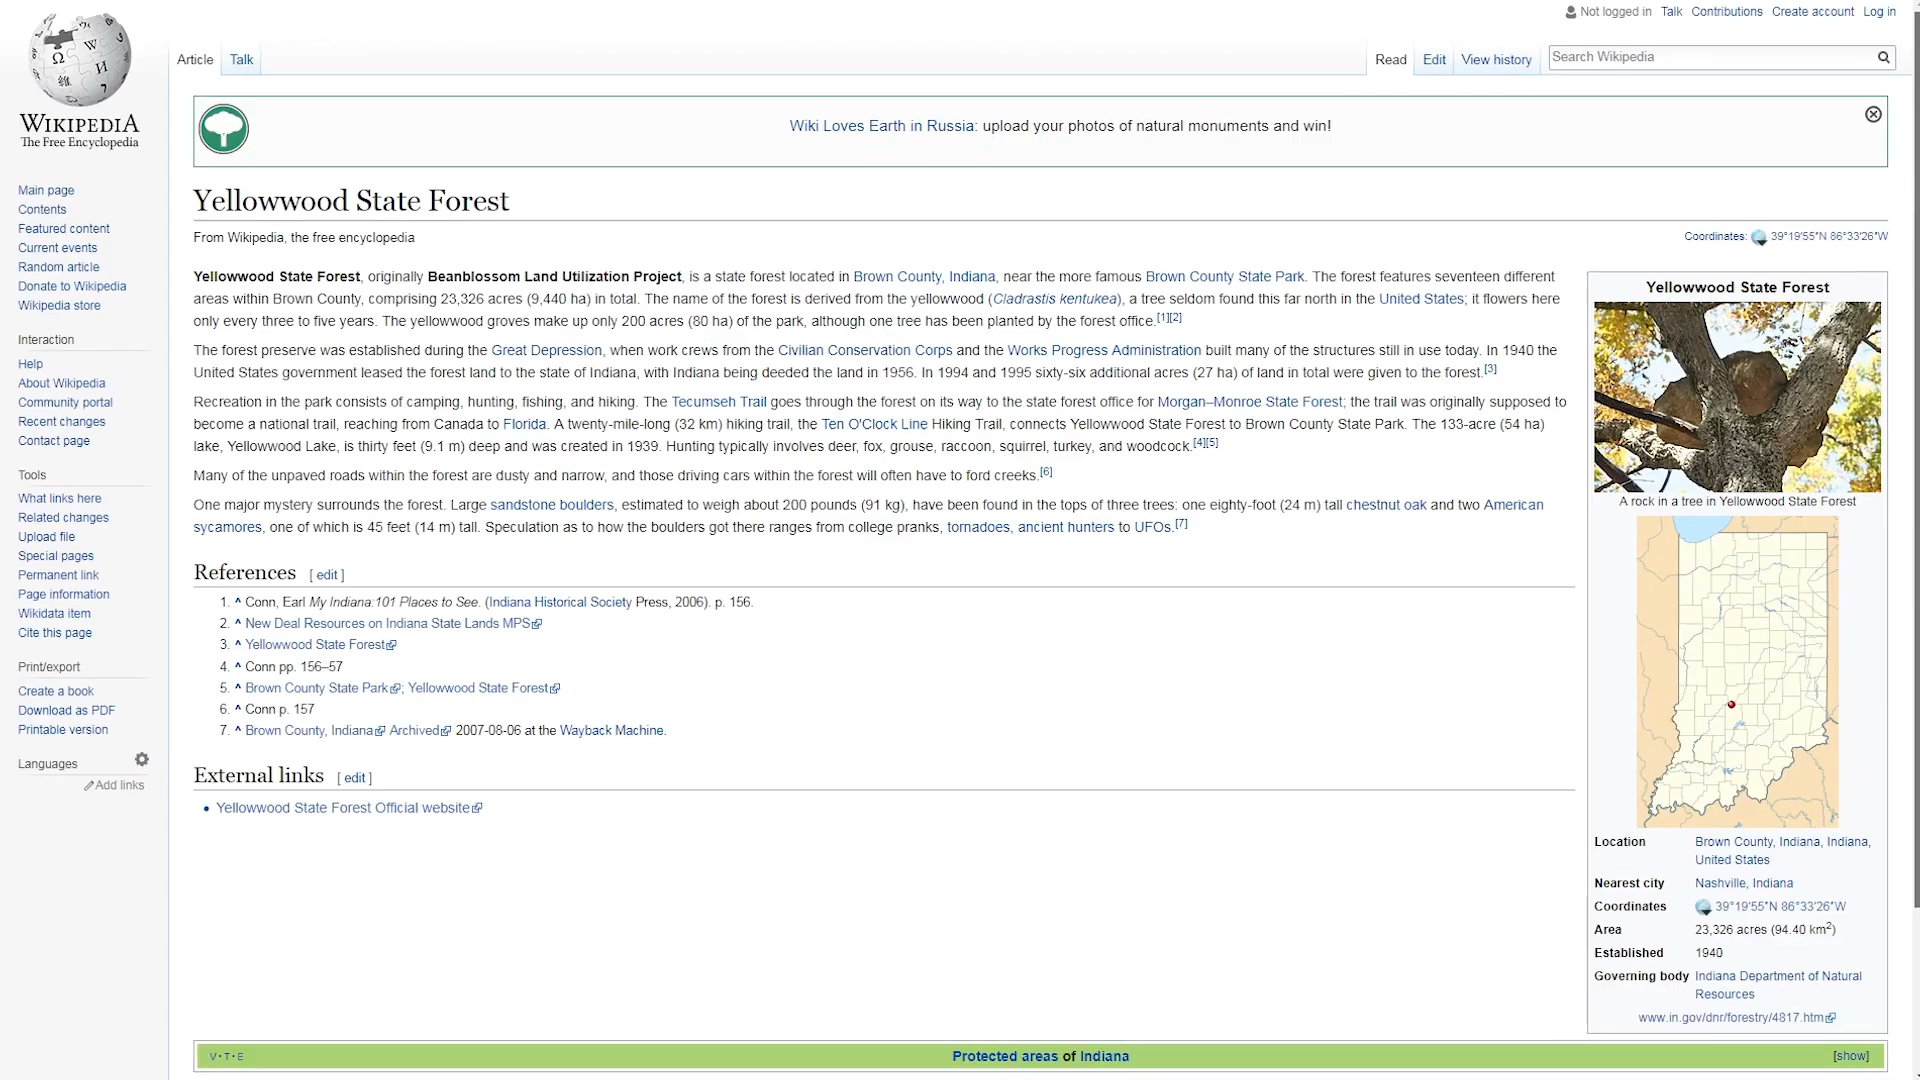 Not logged in Talk Contributions Create account Log in
Article Talk Read Edit View history Search Wikipedia
WIKIPEDIA
The Free Encyclopedia
Main page
Contents
Featured content
Current events
Random article
Donate to Wikipedia
Wikipedia store
Interaction
Help
About Wikipedia
Community portal
Recent changes
Contact page
Tools
What links here
Related changes
Upload file
Special pages
Permanent link
Page information
Wikidata item
Cite this page
Print/export
Create a book
Download as PDF
Printable version
Languages
Add links
Wiki Loves Earth in Russia: upload your photos of natural monuments and win!
Yellowwood State Forest
From Wikipedia, the free encyclopedia
Coordinates: 39°19′55″N 86°33′26″W
Yellowwood State Forest, originally Beanblossom Land Utilization Project, is a state forest located in Brown County, Indiana, near the more famous Brown County State Park. The forest features seventeen different
areas within Brown County, comprising 23,326 acres (9,440 ha) in total. The name of the forest is derived from the yellowwood (Cladrastis kentukea), a tree seldom found this far north in the United States; it flowers here
only every three to five years. The yellowwood groves make up only 200 acres (80 ha) of the park, although one tree has been planted by the forest office.[1][2]
The forest preserve was established during the Great Depression, when work crews from the Civilian Conservation Corps and the Works Progress Administration built many of the structures still in use today. In 1940 the
United States government leased the forest land to the state of Indiana, with Indiana being deeded the land in 1956. In 1994 and 1995 sixty-six additional acres (27 ha) of land in total were given to the forest.[3]
Recreation in the park consists of camping, hunting, fishing, and hiking. The Tecumseh Trail goes through the forest on its way to the state forest office for Morgan–Monroe State Forest; the trail was originally supposed to
become a national trail, reaching from Canada to Florida. A twenty-mile-long (32 km) hiking trail, the Ten O'Clock Line Hiking Trail, connects Yellowwood State Forest to Brown County State Park. The 133-acre (54 ha)
lake, Yellowwood Lake, is thirty feet (9.1 m) deep and was created in 1939. Hunting typically involves deer, fox, grouse, raccoon, squirrel, turkey, and woodcock.[4][5]
Many of the unpaved roads within the forest are dusty and narrow, and those driving cars within the forest will often have to ford creeks.[6]
One major mystery surrounds the forest. Large sandstone boulders, estimated to weigh about 200 pounds (91 kg), have been found in the tops of three trees: one eighty-foot (24 m) tall chestnut oak and two American
sycamores, one of which is 45 feet (14 m) tall. Speculation as to how the boulders got there ranges from college pranks, tornadoes, ancient hunters to UFOs.[7]
References [ edit ]
1. ^ Conn, Earl My Indiana:101 Places to See. (Indiana Historical Society Press, 2006). p. 156.
2. ^ New Deal Resources on Indiana State Lands MPS
3. ^ Yellowwood State Forest
4. ^ Conn pp. 156–57
5. ^ Brown County State Park; Yellowwood State Forest
6. ^ Conn p. 157
7. ^ Brown County, Indiana Archived 2007-08-06 at the Wayback Machine.
External links [ edit ]
• Yellowwood State Forest Official website
Yellowwood State Forest
A rock in a tree in Yellowwood State Forest
Location Brown County, Indiana, Indiana,
United States
Nearest city Nashville, Indiana
Coordinates 39°19′55″N 86°33′26″W
Area 23,326 acres (94.40 km2)
Established 1940
Governing body Indiana Department of Natural
Resources
www.in.gov/dnr/forestry/4817.htm
V·T·E Protected areas of Indiana [show]